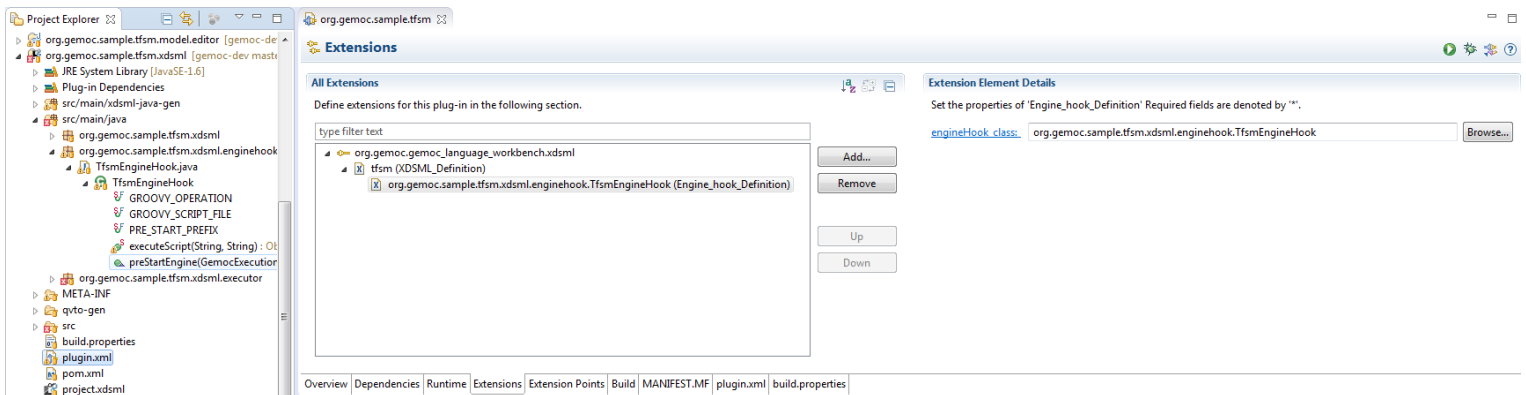 Project Explorer
org.gemoc.sample.tfsm.model.editor [gemoc-de
org.gemoc.sample.tfsm.xdsml [gemoc-dev maste
JRE System Library [JavaSE-1.6]
Plug-in Dependencies
src/main/xdsml-java-gen
src/main/java
org.gemoc.sample.tfsm.xdsml
org.gemoc.sample.tfsm.xdsml.enginehook
TfsmEngineHook.java
TfsmEngineHook
GROOVY_OPERATION
GROOVY_SCRIPT_FILE
PRE_START_PREFIX
executeScript(String, String) : Ob
preStartEngine(GemocExecution
org.gemoc.sample.tfsm.xdsml.executor
META-INF
qvto-gen
src
build.properties
plugin.xml
pom.xml
project.xdsml
org.gemoc.sample.tfsm
Extensions
All Extensions
Define extensions for this plug-in in the following section.
type filter text
org.gemoc.gemoc_language_workbench.xdsml
tfsm (XDSML_Definition)
org.gemoc.sample.tfsm.xdsml.enginehook.TfsmEngineHook (Engine_hook_Definition)
Add...
Remove
Up
Down
Extension Element Details
Set the properties of 'Engine_hook_Definition' Required fields are denoted by '*'.
engineHook_class: org.gemoc.sample.tfsm.xdsml.enginehook.TfsmEngineHook Browse...
Overview Dependencies Runtime Extensions Extension Points Build MANIFEST.MF plugin.xml build.properties